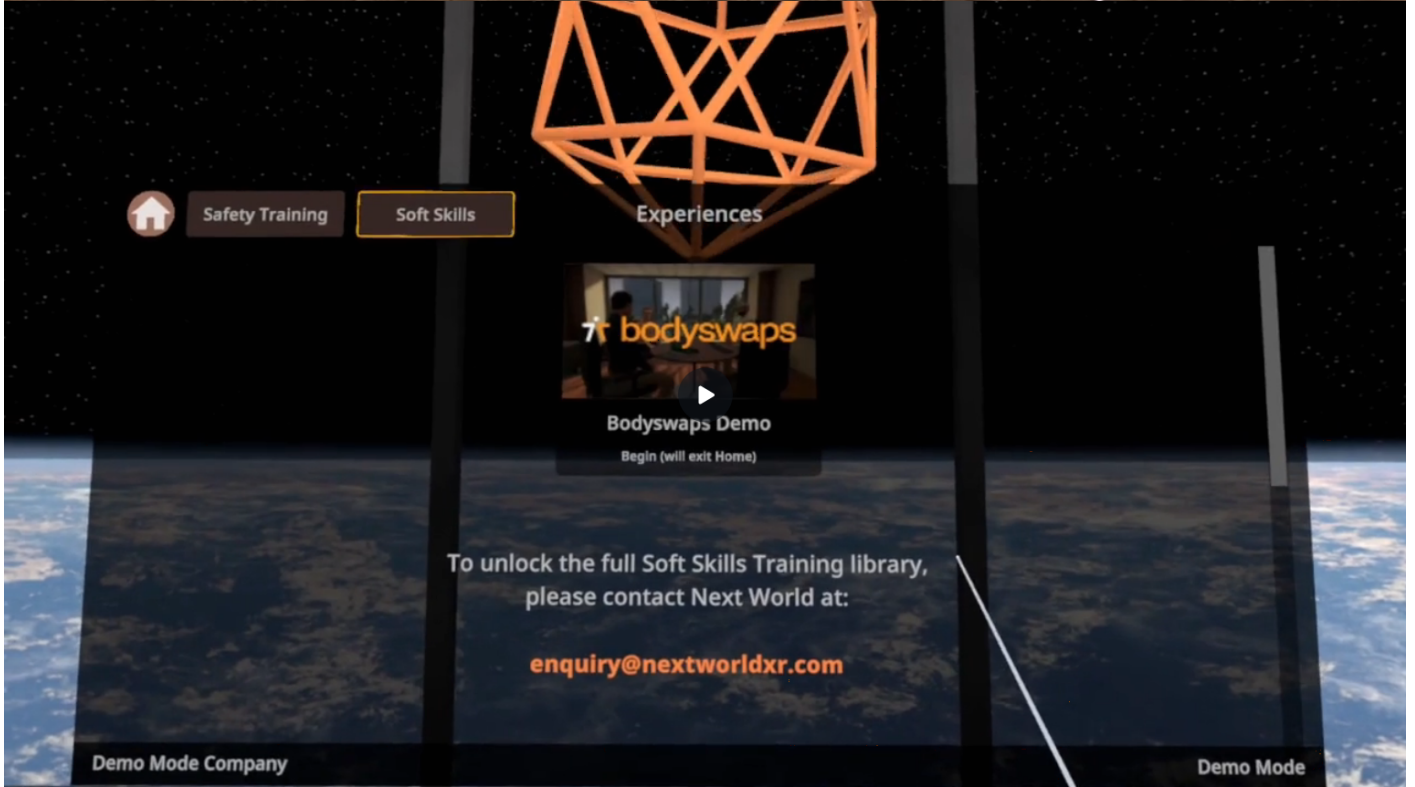 Safety Training
Soft Skills
Experiences
bodyswaps
Bodyswaps Demo
Begin (will exit Home)
To unlock the full Soft Skills Training library,
please contact Next World at:
enquiry@nextworldxr.com
Demo Mode Company
Demo Mode